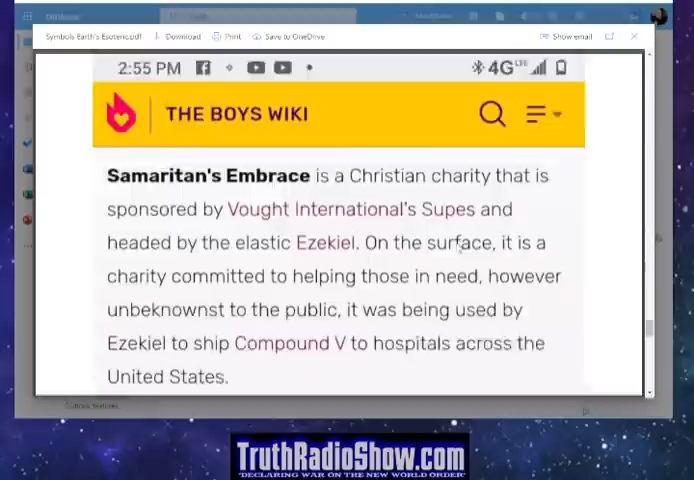 Symbols Earth's Esoteric.pdf Download Print Save to OneDrive Show email
2:55 PM 4G LTE
THE BOYS WIKI
Samaritan's Embrace is a Christian charity that is
sponsored by Vought International's Supes and
headed by the elastic Ezekiel. On the surface, it is a
charity committed to helping those in need, however
unbeknownst to the public, it was being used by
Ezekiel to ship Compound V to hospitals across the
United States.
TruthRadioShow.com
"DECLARING WAR ON THE NEW WORLD ORDER"